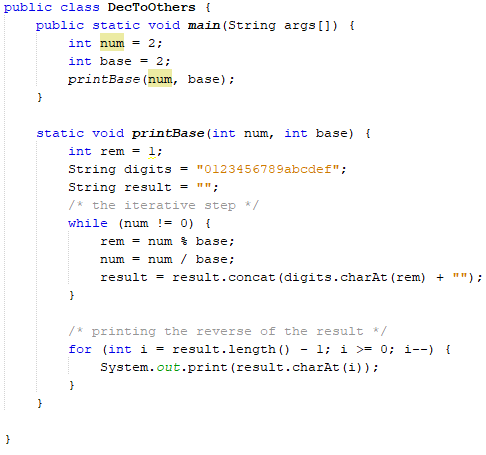 public class DecToOthers {
public static void main(String args[]) {
int num = 2;
int base = 2;
printBase(num, base);
}
static void printBase(int num, int base) {
int rem = 1;
String digits = "0123456789abcdef";
String result = "";
/* the iterative step */
while (num != 0) {
rem = num % base;
num = num / base;
result = result.concat(digits.charAt(rem) + "");
}
/* printing the reverse of the result */
for (int i = result.length() - 1; i >= 0; i--) {
System.out.print(result.charAt(i));
}
}
}